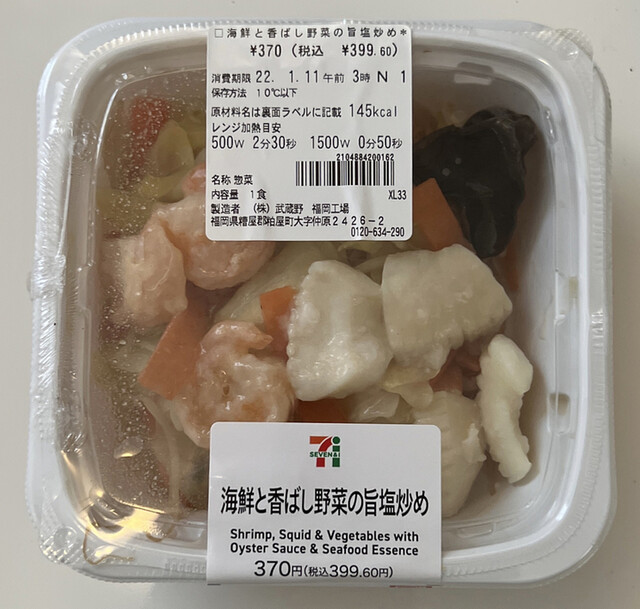 □海鮮と香ばし野菜の旨塩炒め*
¥370 (税込 ¥399.60)
消費期限 22. 1.11午前 3時 N 1
保存方法 10℃以下
原材料名は裏面ラベルに記載 145kcal
レンジ加熱目安
500W 2分30秒 1500W 0分50秒
2104884200162
名称 惣菜
内容量 1食 XL33
製造者 (株)武蔵野 福岡工場
福岡県糟屋郡粕屋町大字仲原2426-2
0120-634-290
7i
SEVEN&i
海鮮と香ばし野菜の旨塩炒め
Shrimp, Squid & Vegetables with
Oyster Sauce & Seafood Essence
370円(税込399.60円)